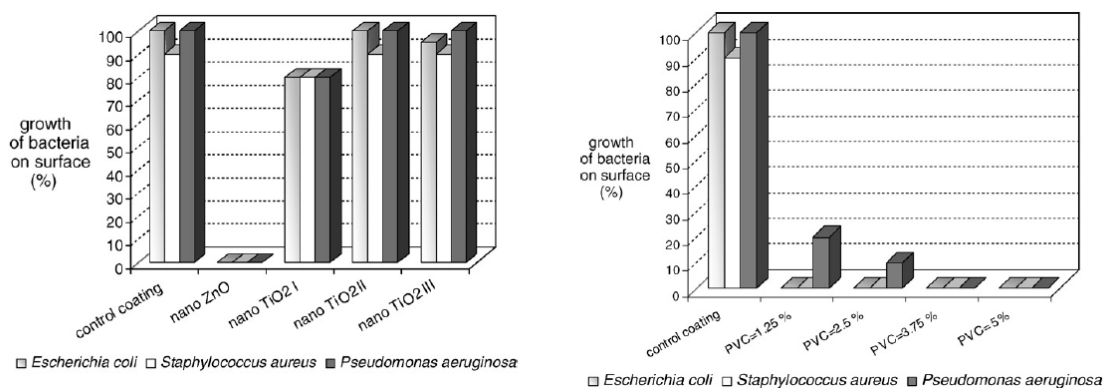 100
90
80
70
60
50
40
30
20
10
0
growth
of bacteria
on surface
(%)
control coating
nano ZnO
nano TiO2 I
nano TiO2 II
nano TiO2 III
Escherichia coli Staphylococcus aureus Pseudomonas aeruginosa
100
90
80
70
60
50
40
30
20
10
0
growth
of bacteria
on surface
(%)
control coating
PVC=1.25 %
PVC=2.5 %
PVC=3.75 %
PVC=5%
Escherichia coli Staphylococcus aureus Pseudomonas aeruginosa